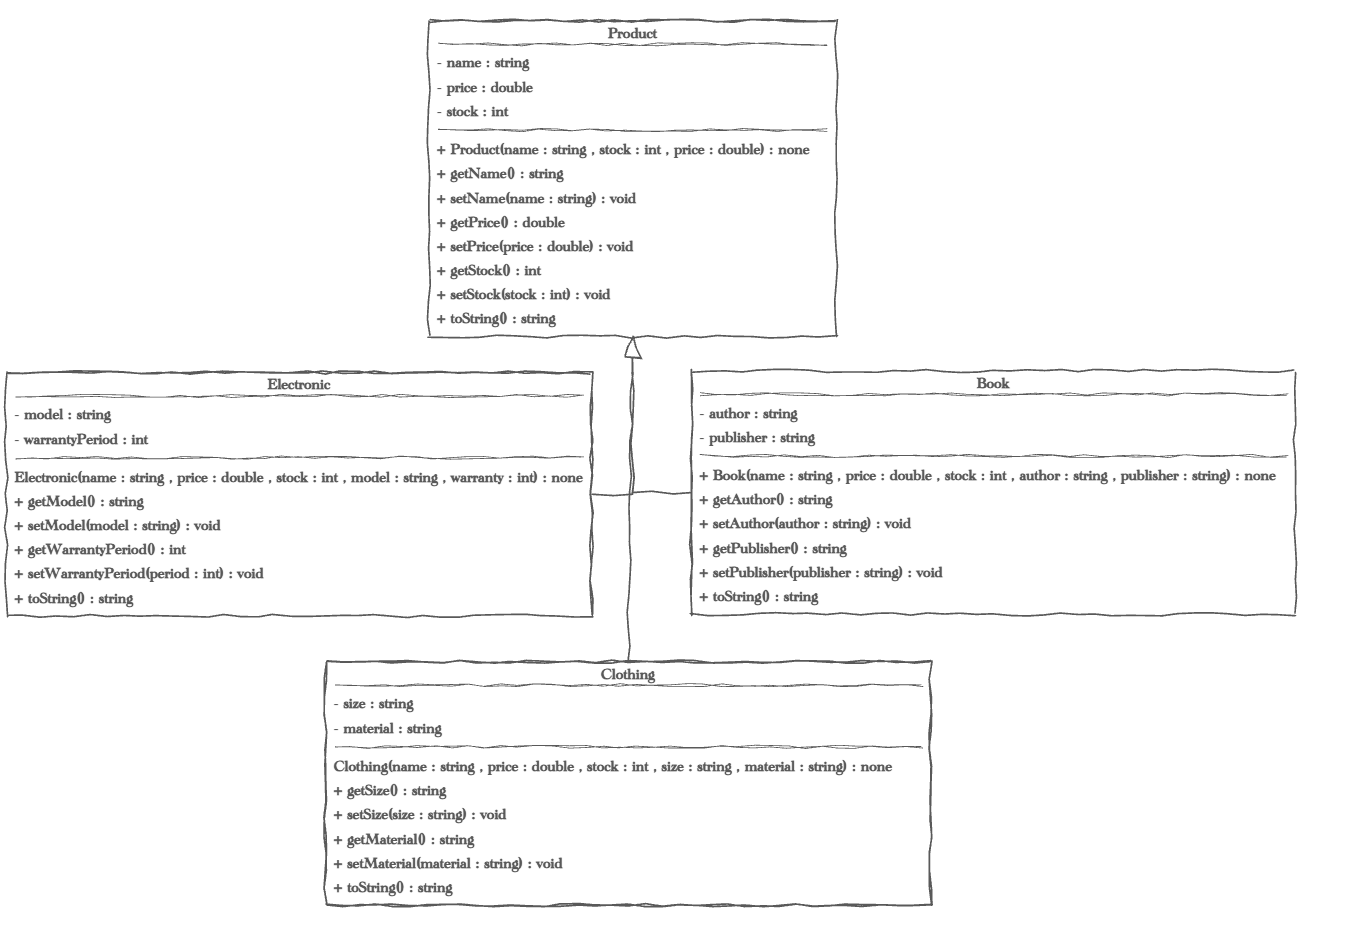 Product
- name : string
- price : double
- stock : int
+ Product(name : string , stock : int , price : double) : none
+ getName() : string
+ setName(name : string) : void
+ getPrice() : double
+ setPrice(price : double) : void
+ getStock() : int
+ setStock(stock : int) : void
+ toString() : string
Electronic
- model : string
- warrantyPeriod : int
Electronic(name : string , price : double , stock : int , model : string , warranty : int) : none
+ getModel() : string
+ setModel(model : string) : void
+ getWarrantyPeriod() : int
+ setWarrantyPeriod(period : int) : void
+ toString() : string
Book
- author : string
- publisher : string
+ Book(name : string , price : double , stock : int , author : string , publisher : string) : none
+ getAuthor() : string
+ setAuthor(author : string) : void
+ getPublisher() : string
+ setPublisher(publisher : string) : void
+ toString() : string
Clothing
- size : string
- material : string
Clothing(name : string , price : double , stock : int , size : string , material : string) : none
+ getSize() : string
+ setSize(size : string) : void
+ getMaterial() : string
+ setMaterial(material : string) : void
+ toString() : string